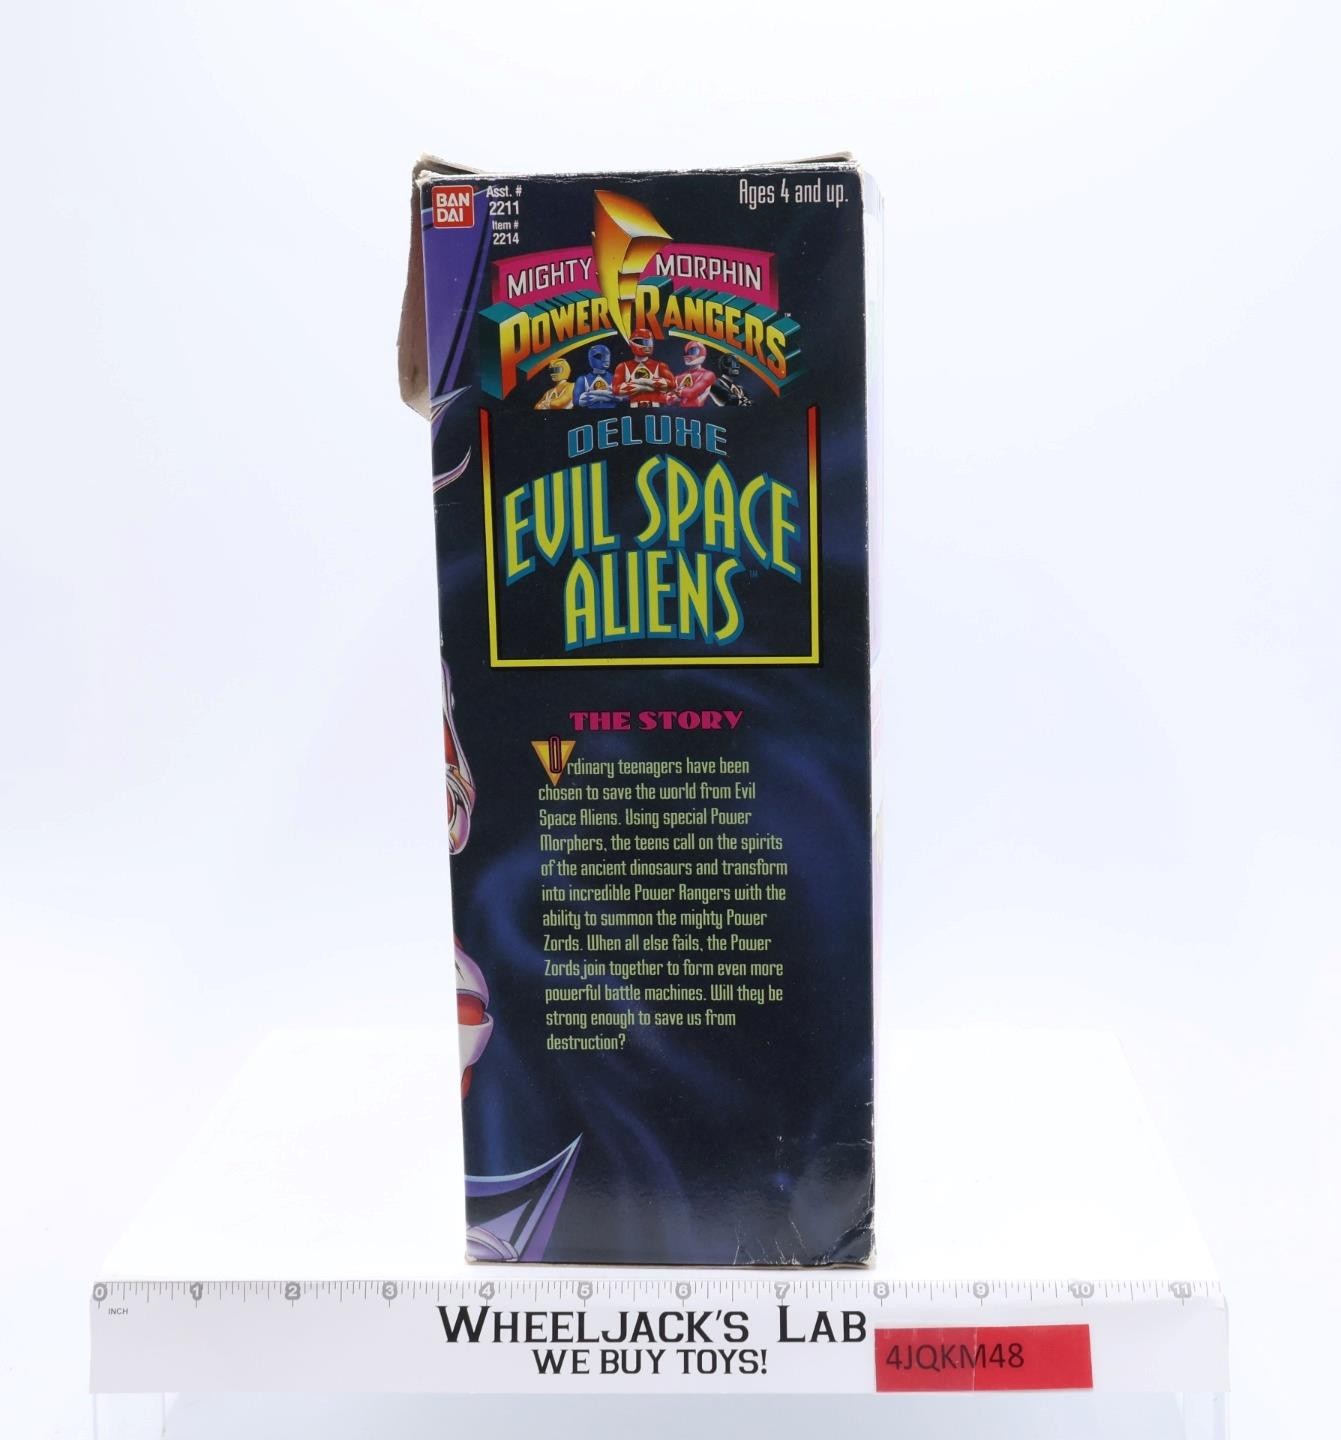 BAN
DAI
Asst. #
2211
Item #
2214
Ages 4 and up.
MIGHTY MORPHIN
POWER RANGERS™
DELUXE
EVIL SPACE
ALIENS™
THE STORY
Ordinary teenagers have been
chosen to save the world from Evil
Space Aliens. Using special Power
Morphers, the teens call on the spirits
of the ancient dinosaurs and transform
into incredible Power Rangers with the
ability to summon the mighty Power
Zords. When all else fails, the Power
Zords join together to form even more
powerful battle machines. Will they be
strong enough to save us from
destruction?
0 1 2 3 4 5 6 7 8 9 10 11
INCH
WHEELJACK'S LAB
WE BUY TOYS!
4JQKM48